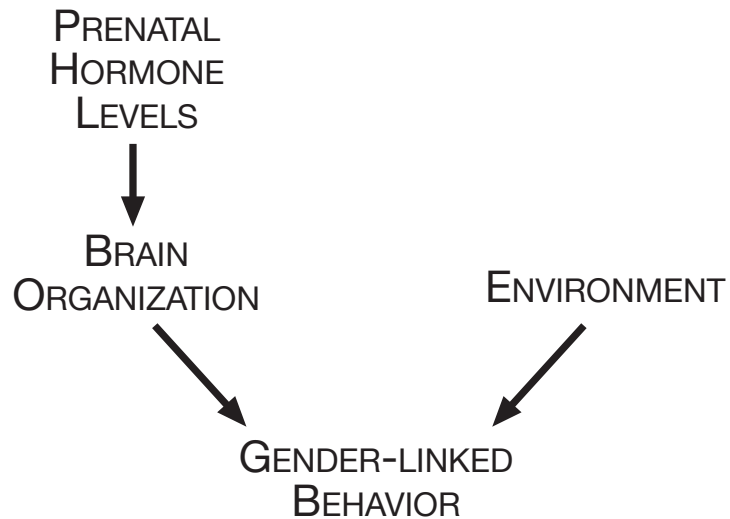 PRENATAL
HORMONE
LEVELS
BRAIN
ORGANIZATION
ENVIRONMENT
GENDER-LINKED
BEHAVIOR